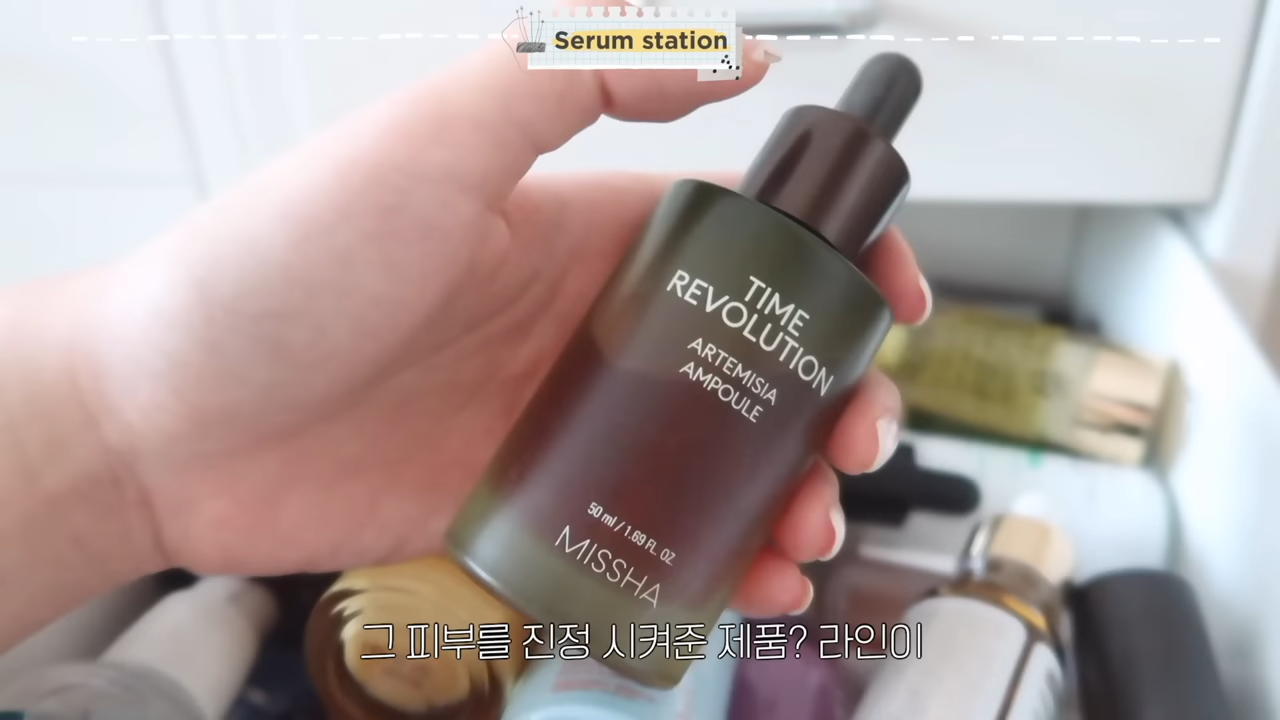 Serum station
TIME
REVOLUTION
ARTEMISIA
AMPOULE
50 ml / 1.69 FL. OZ
MISSHA
그 피부를 진정 시켜준 제품? 라인이